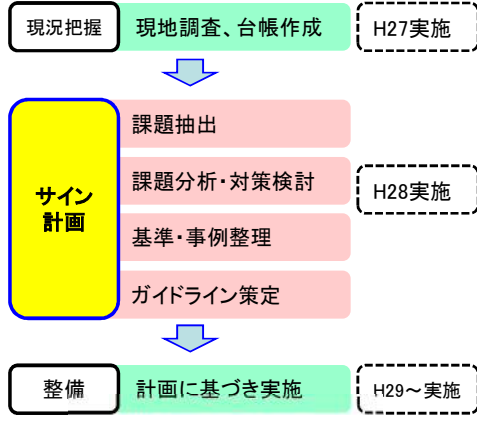 現況把握 現地調査、台帳作成 H27実施
課題抽出
サイン
計画
課題分析・対策検討
H28実施
基準・事例整理
ガイドライン策定
整備 計画に基づき実施 H29～実施